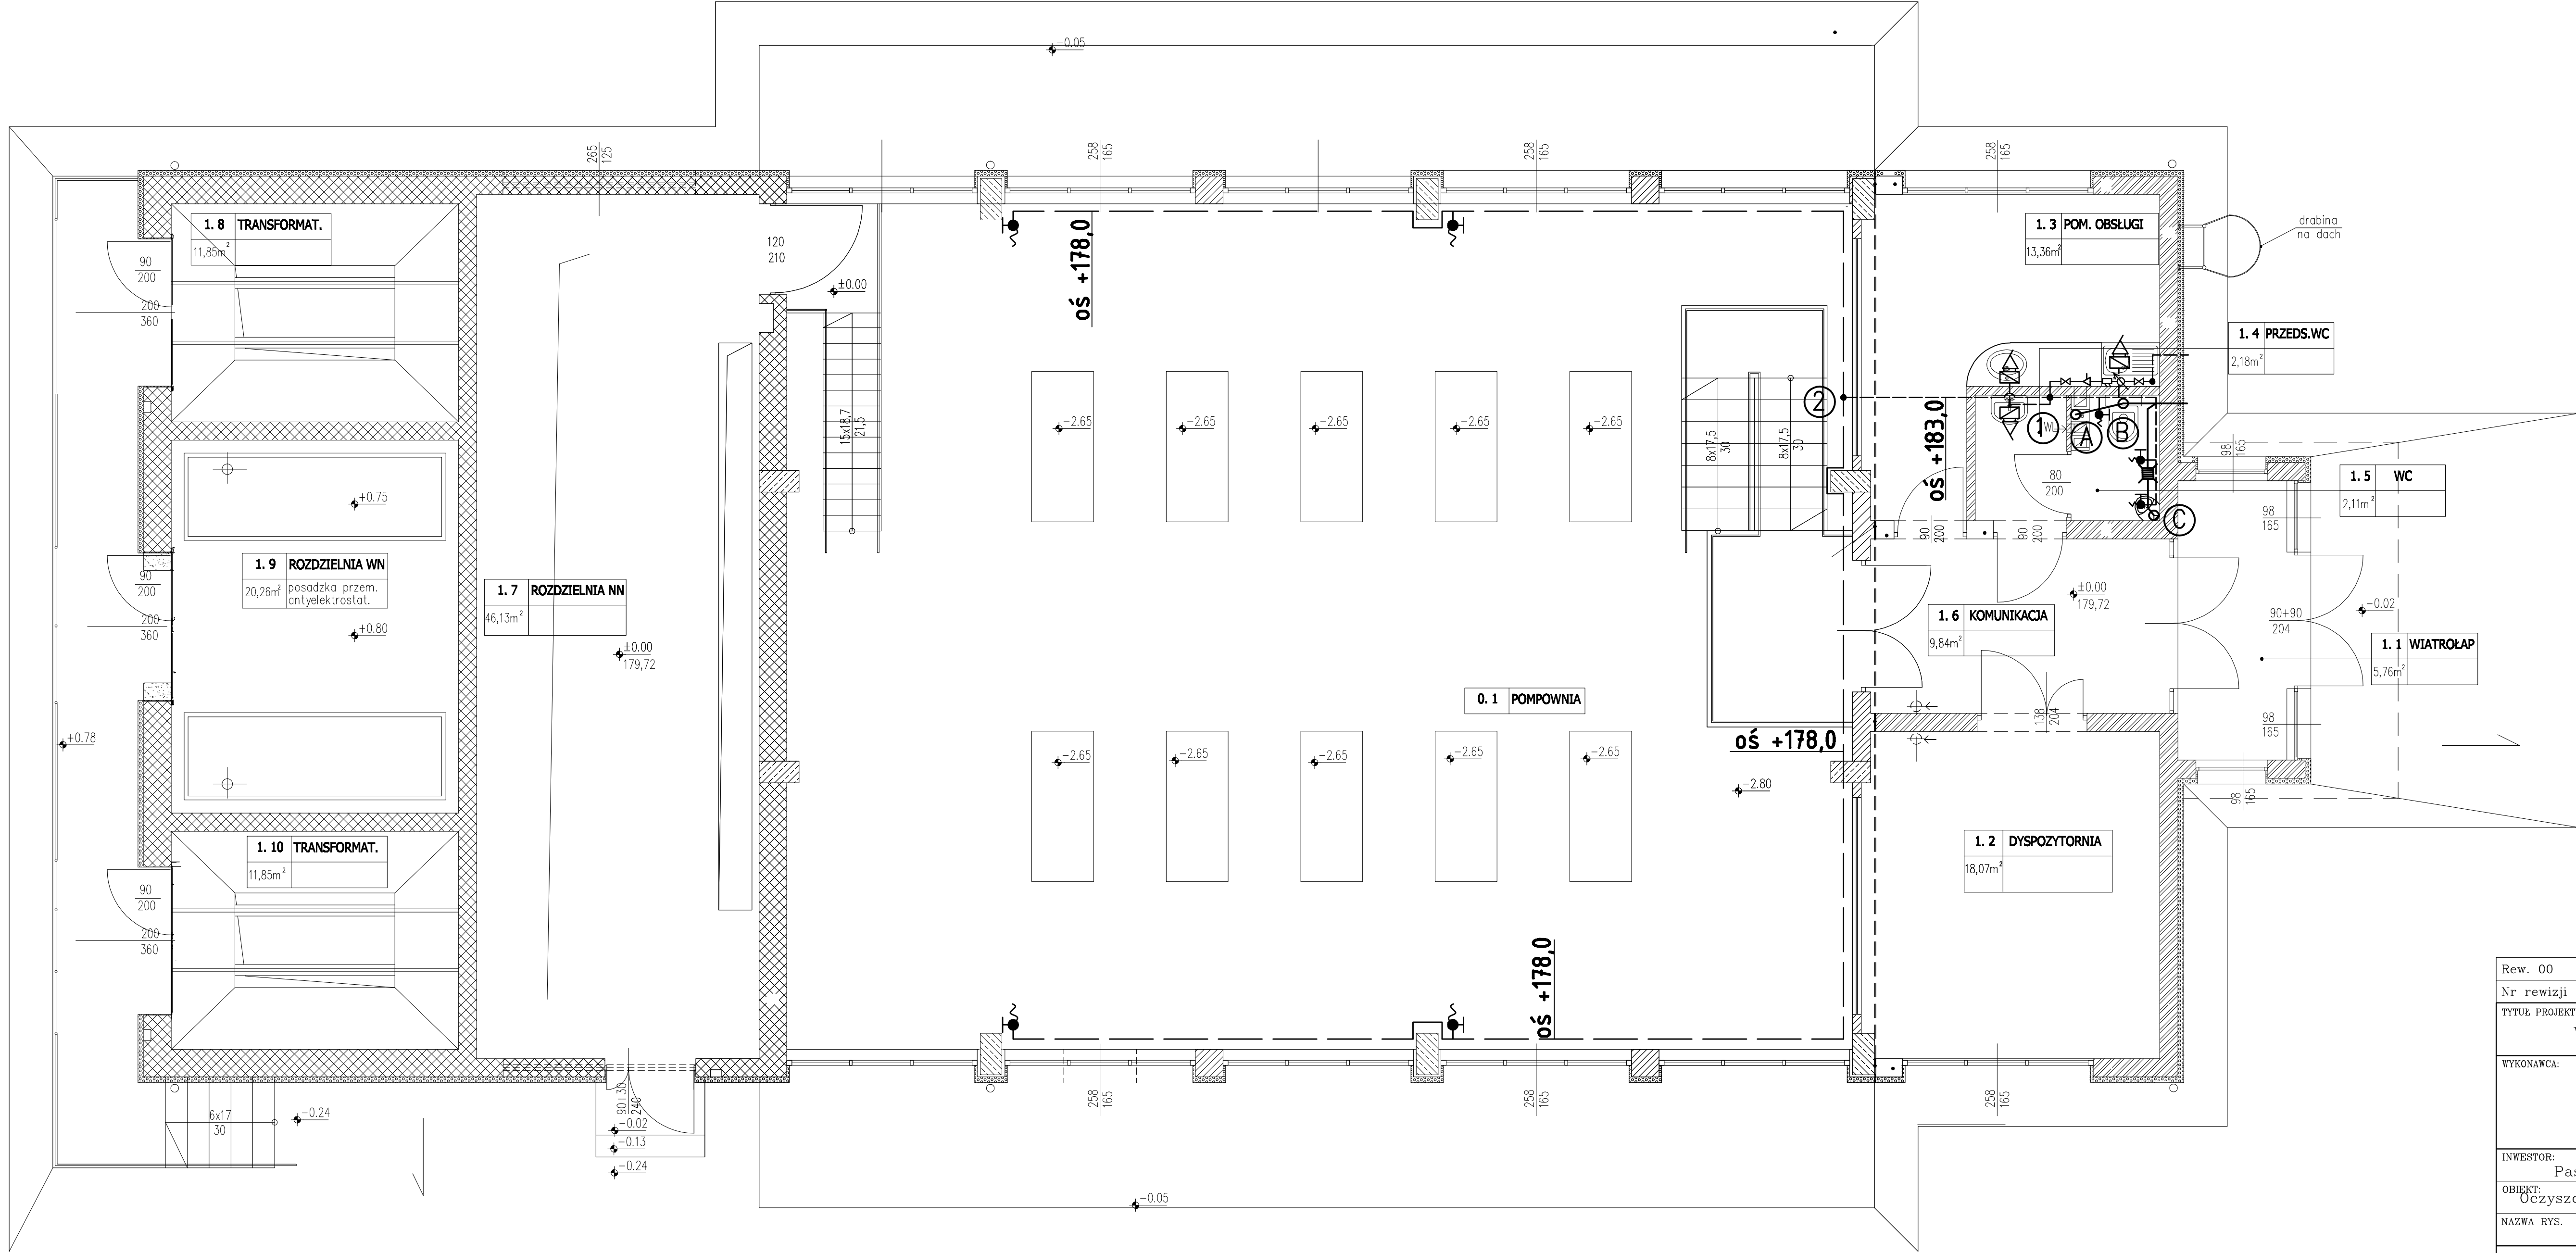 -0.05
265
125
258
165
258
165
258
165
1. 8 TRANSFORMAT.
11,85m²
90
200
200
360
120
210
±0.00
oś +178,0
1. 3 POM. OBSŁUGI
13,36m²
drabina
na dach
1. 4 PRZEDS.WC
2,18m²
15x18,7
21,5
-2.65
-2.65
-2.65
-2.65
-2.65
8x17,5
30
8x17,5
30
2
oś +183,0
1
WL
A
B
C
80
200
98
165
1. 5 WC
2,11m²
98
165
90
200
90
200
+0.75
1. 9 ROZDZIELNIA WN
20,26m² posadzka przem.
antyelektrostat.
90
200
200
360
+0.80
1. 7 ROZDZIELNIA NN
46,13m²
±0.00
179,72
±0.00
179,72
1. 6 KOMUNIKACJA
9,84m²
90+90
204
-0.02
1. 1 WIATROŁAP
5,76m²
0. 1 POMPOWNIA
138
204
98
165
98
165
+0.78
oś +178,0
-2.65
-2.65
-2.65
-2.65
-2.65
-2.80
1. 10 TRANSFORMAT.
11,85m²
90
200
200
360
1. 2 DYSPOZYTORNIA
18,07m²
oś +178,0
6x17
30
-0.24
90+30
240
-0.02
-0.13
-0.24
258
165
258
165
258
165
-0.05
Rew. 00
Nr rewizji
TYTUŁ PROJEKT
WYKONAWCA:
INWESTOR:
Pas
OBIEKT:
Oczyszc
NAZWA RYS.